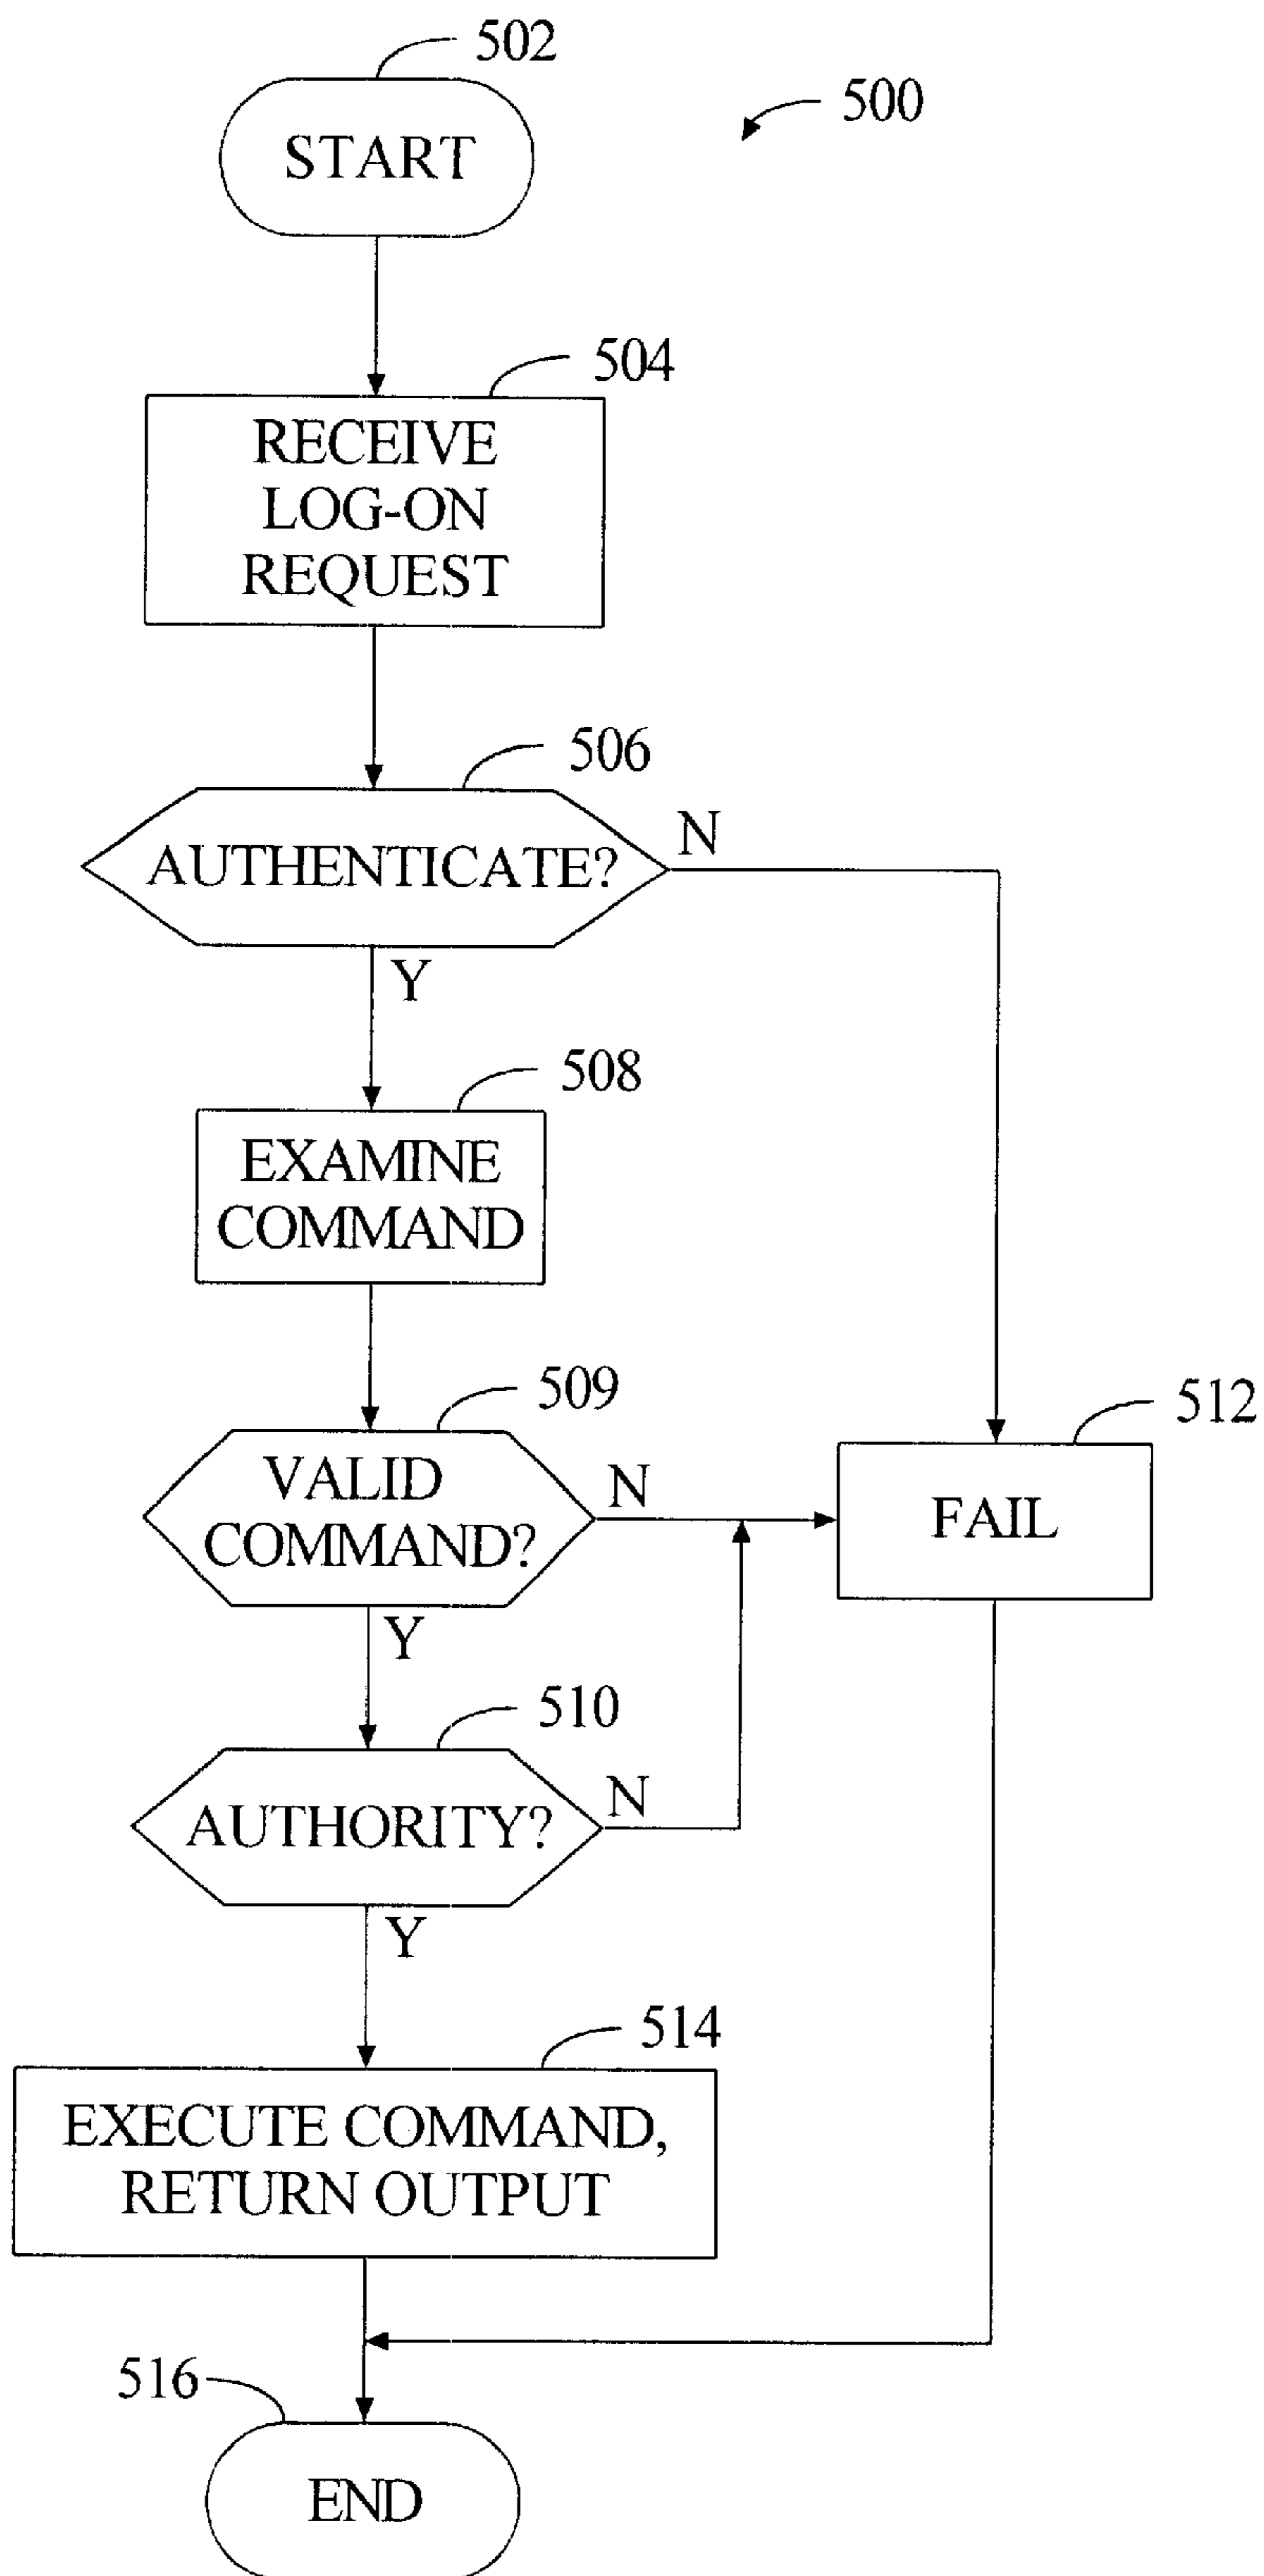 502
500
START
504
RECEIVE
LOG-ON
REQUEST
506
AUTHENTICATE?
N
Y
508
EXAMINE
COMMAND
509
VALID
COMMAND?
N
512
FAIL
Y
510
AUTHORITY?
N
Y
514
EXECUTE COMMAND,
RETURN OUTPUT
516
END